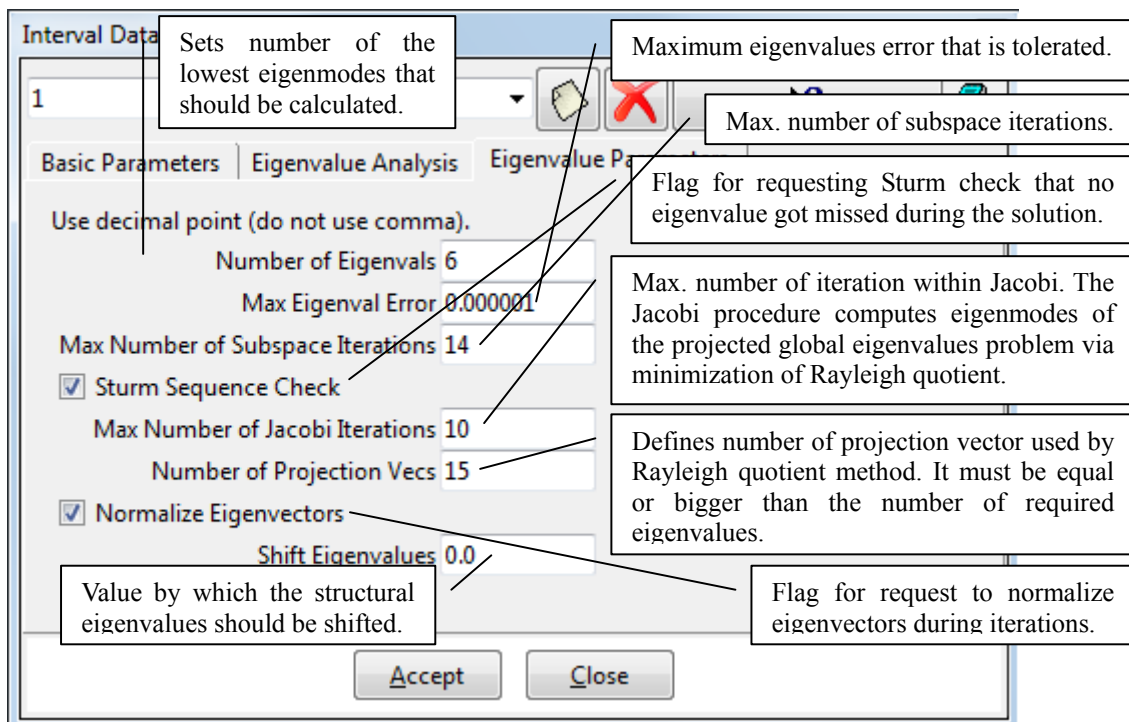 Interval Data
Sets number of the
lowest eigenmodes that
should be calculated.
Maximum eigenvalues error that is tolerated.
1
Max. number of subspace iterations.
Basic Parameters
Eigenvalue Analysis
Eigenvalue
Flag for requesting Sturm check that no
eigenvalue got missed during the solution.
Use decimal point (do not use comma).
Number of Eigenvals 6
Max Eigenval Error 0.000001
Max Number of Subspace Iterations 14
Sturm Sequence Check
Max. number of iteration within Jacobi. The
Jacobi procedure computes eigenmodes of
the projected global eigenvalues problem via
minimization of Rayleigh quotient.
Max Number of Jacobi Iterations 10
Number of Projection Vecs 15
Defines number of projection vector used by
Rayleigh quotient method. It must be equal
or bigger than the number of required
eigenvalues.
Normalize Eigenvectors
Shift Eigenvalues 0.0
Value by which the structural
eigenvalues should be shifted.
Flag for request to normalize
eigenvectors during iterations.
Accept
Close